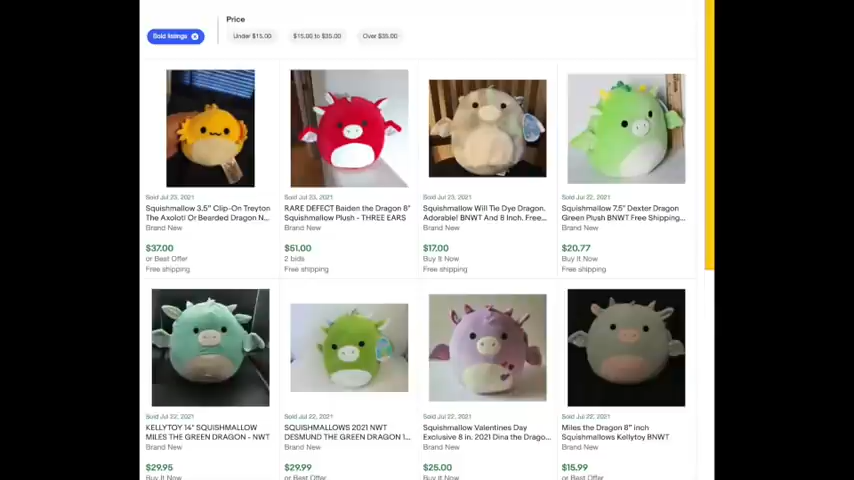 Price
Sold listings
Under $15.00
$15.00 to $35.00
Over $35.00
Sold Jul 23, 2021
Squishmallow 3.5" Clip-On Treyton
The Axolotl Or Bearded Dragon N...
Brand New
$37.00
or Best Offer
Free shipping
Sold Jul 23, 2021
RARE DEFECT Baiden the Dragon 8"
Squishmallow Plush - THREE EARS
Brand New
$51.00
2 bids
Free shipping
Sold Jul 23, 2021
Squishmallow Will Tie Dye Dragon.
Adorable! BNWT And 8 Inch. Free...
Brand New
$17.00
Buy It Now
Free shipping
Sold Jul 22, 2021
Squishmallow 7.5" Dexter Dragon
Green Plush BNWT Free Shipping...
Brand New
$20.77
Buy It Now
Free shipping
Sold Jul 22, 2021
KELLYTOY 14" SQUISHMALLOW
MILES THE GREEN DRAGON - NWT
Brand New
$29.95
Buy It Now
Sold Jul 22, 2021
SQUISHMALLOWS 2021 NWT
DESMUND THE GREEN DRAGON 1...
Brand New
$29.99
or Best Offer
Sold Jul 22, 2021
Squishmallow Valentines Day
Exclusive 8 in. 2021 Dina the Drago...
Brand New
$25.00
Buy It Now
Sold Jul 22, 2021
Miles the Dragon 8" inch
Squishmallows Kellytoy BNWT
Brand New
$15.99
or Best Offer